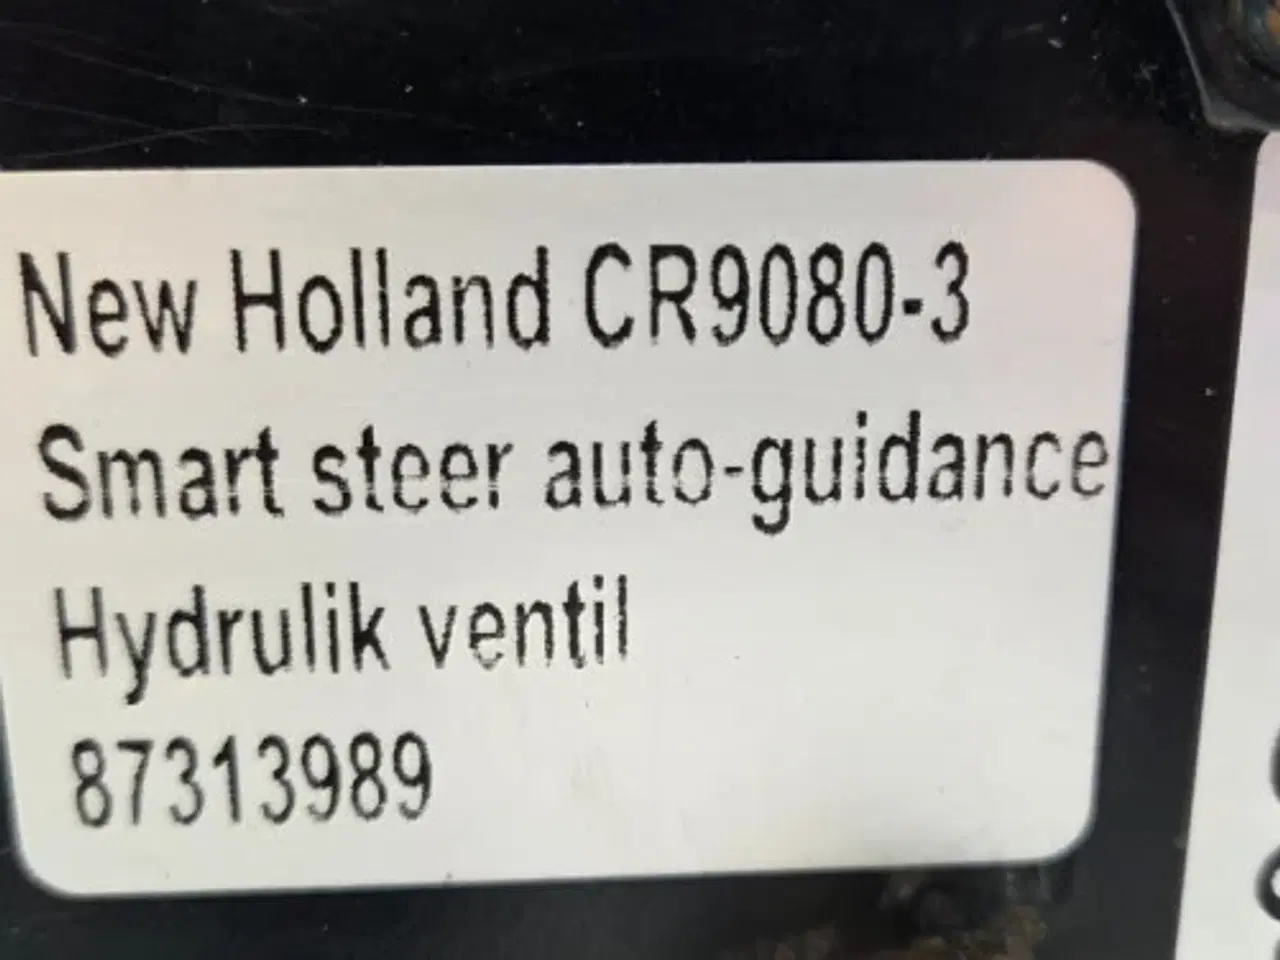 New Holland CR9080-3
Smart steer auto-guidance
Hydrulik ventil
87313989